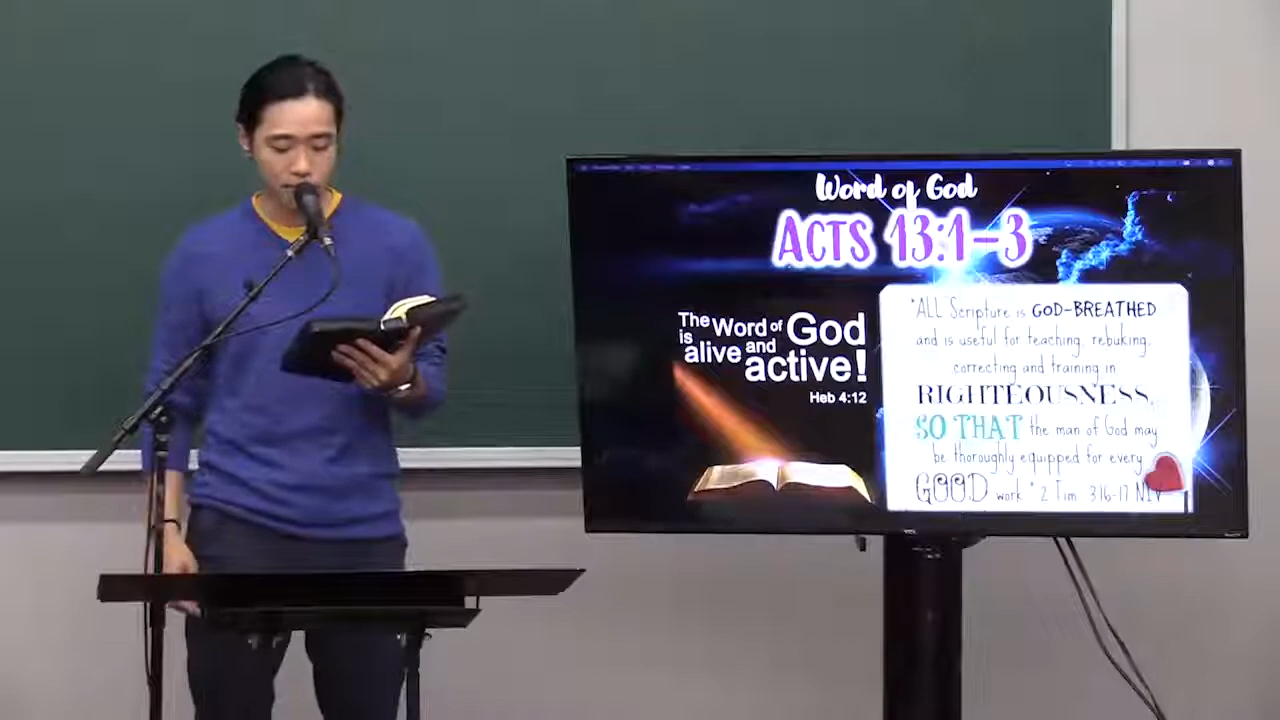 Word of God
ACTS 13:1-3
The Word of God
is alive and active!
Heb 4:12
"ALL Scripture is GOD-BREATHED
and is useful for teaching, rebuking,
correcting and training in
RIGHTEOUSNESS,
SO THAT the man of God may
be thoroughly equipped for every
GOOD work" 2 Tim 3:16-17 NIV